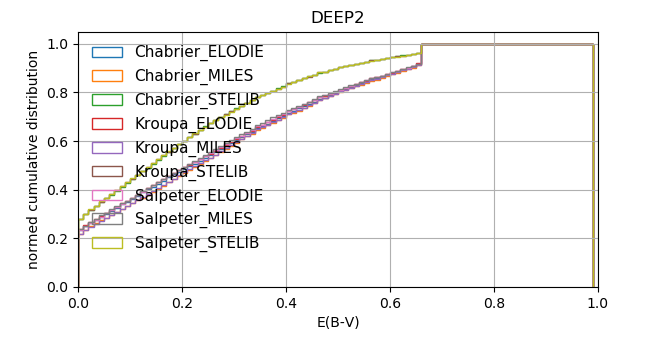 DEEP2
normed cumulative distribution
1.0
0.8
0.6
0.4
0.2
0.0
Chabrier_ELODIE
Chabrier_MILES
Chabrier_STELIB
Kroupa_ELODIE
Kroupa_MILES
Kroupa_STELIB
Salpeter_ELODIE
Salpeter_MILES
Salpeter_STELIB
0.0 0.2 0.4 0.6 0.8 1.0
E(B-V)